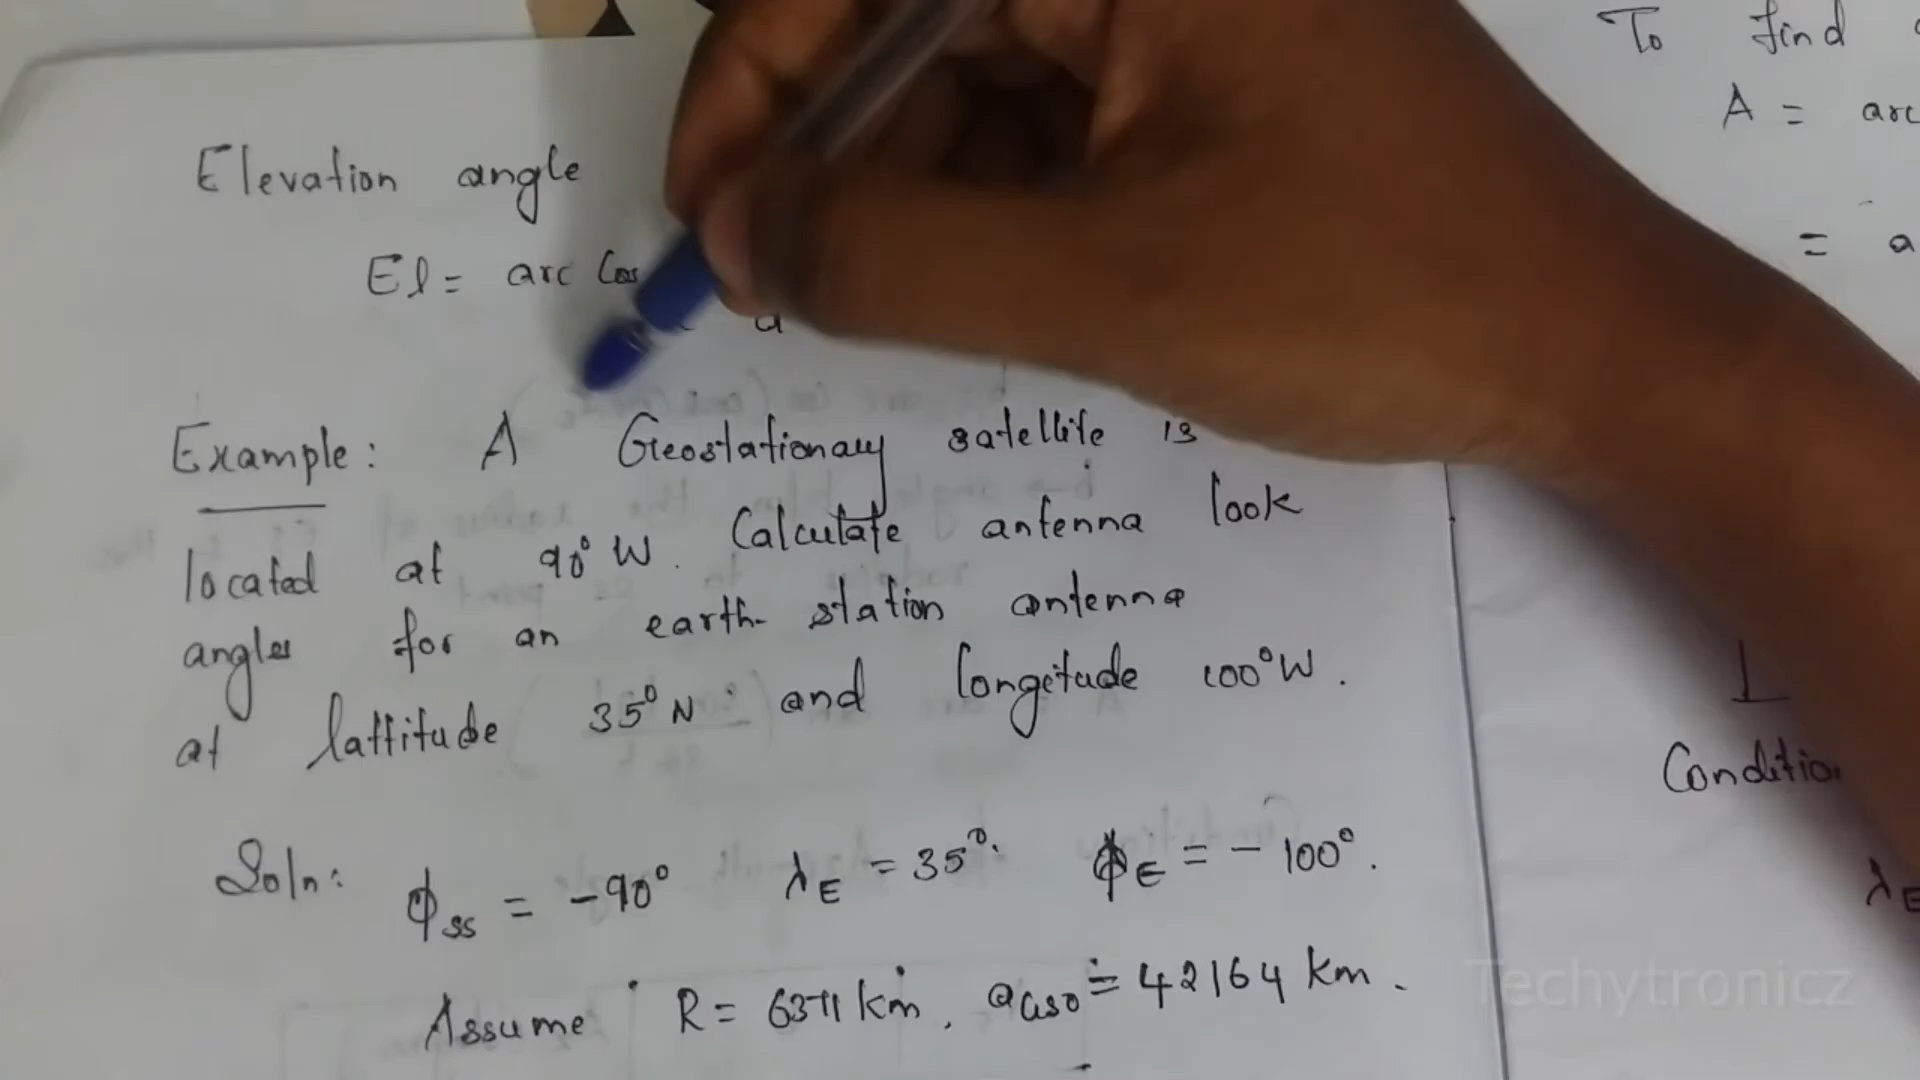 Elevation angle
El = arc Cos
Example: A Geostationary satellite is
located at 90° W. Calculate antenna look
angles for an earth-station antenna
at lattitude 35° N and longitude 100° W.
Soln: ϕss = -90° λE = 35°. ϕE = -100°.
Assume R = 6371 km, aGSO = 42164 km.
To find
A = arc
=
Conditio
λE
Techytronicz